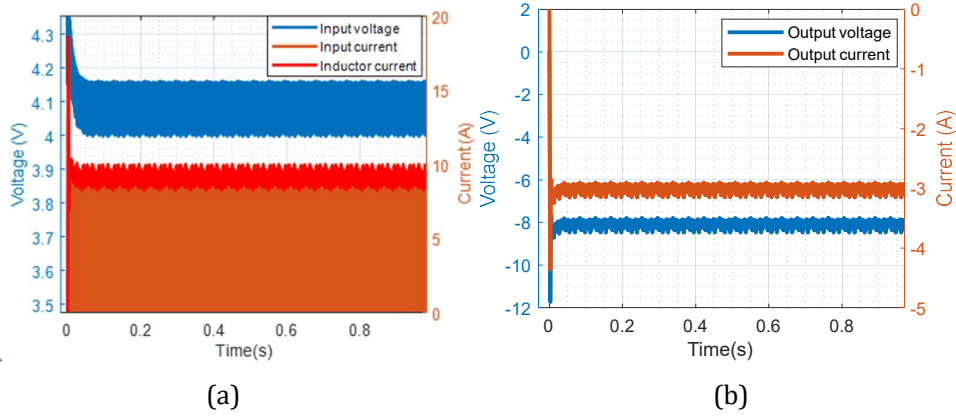 Input voltage
Input current
Inductor current
4.3
4.2
4.1
4
3.9
3.8
3.7
3.6
3.5
Voltage (V)
20
15
10
5
0
Current (A)
0 0.2 0.4 0.6 0.8
Time(s)
(a)
Output voltage
Output current
2
0
-2
-4
-6
-8
-10
-12
Voltage (V)
0
-1
-2
-3
-4
-5
Current (A)
0 0.2 0.4 0.6 0.8
Time(s)
(b)